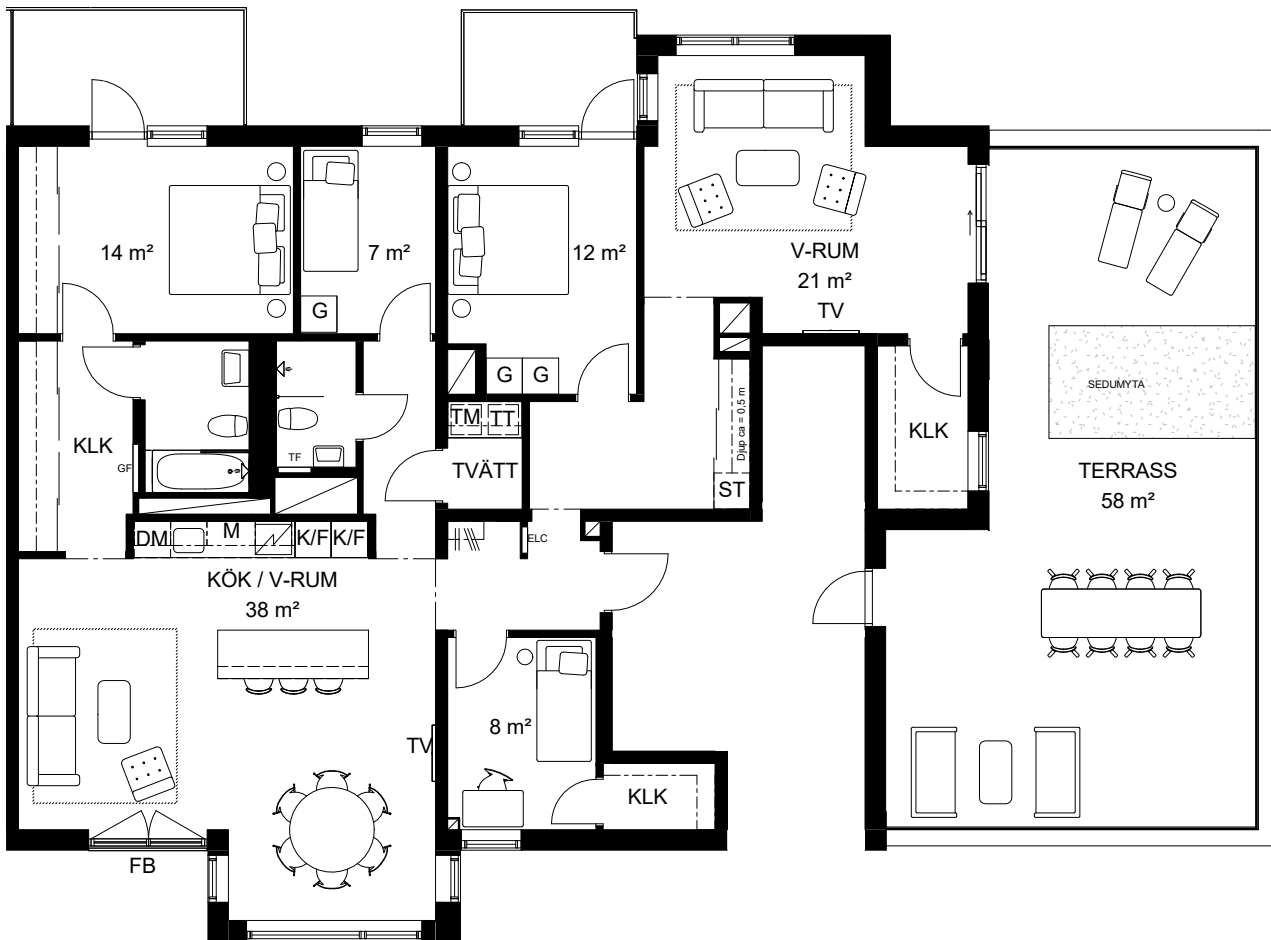 14 m²
7 m²
12 m²
V-RUM
21 m²
TV
G
G G
SEDUMYTA
TM TT
Djup ca = 0,5 m
KLK
KLK
GF
TF
TVÄTT
ST
TERRASS
58 m²
DM
M
K/F K/F
ELC
KÖK / V-RUM
38 m²
8 m²
TV
KLK
FB